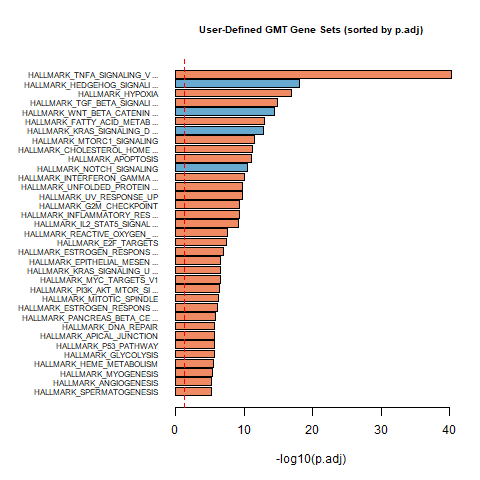 User-Defined GMT Gene Sets (sorted by p.adj)
HALLMARK_TNFA_SIGNALING_V ...
HALLMARK_HEDGEHOG_SIGNALI ...
HALLMARK_HYPOXIA
HALLMARK_TGF_BETA_SIGNALI ...
HALLMARK_WNT_BETA_CATENIN ...
HALLMARK_FATTY_ACID_METAB ...
HALLMARK_KRAS_SIGNALING_D ...
HALLMARK_MTORC1_SIGNALING
HALLMARK_CHOLESTEROL_HOME ...
HALLMARK_APOPTOSIS
HALLMARK_NOTCH_SIGNALING
HALLMARK_INTERFERON_GAMMA ...
HALLMARK_UNFOLDED_PROTEIN ...
HALLMARK_UV_RESPONSE_UP
HALLMARK_G2M_CHECKPOINT
HALLMARK_INFLAMMATORY_RES ...
HALLMARK_IL2_STAT5_SIGNAL ...
HALLMARK_REACTIVE_OXYGEN_ ...
HALLMARK_E2F_TARGETS
HALLMARK_ESTROGEN_RESPONS ...
HALLMARK_EPITHELIAL_MESEN ...
HALLMARK_KRAS_SIGNALING_U ...
HALLMARK_MYC_TARGETS_V1
HALLMARK_PI3K_AKT_MTOR_SI ...
HALLMARK_MITOTIC_SPINDLE
HALLMARK_ESTROGEN_RESPONS ...
HALLMARK_PANCREAS_BETA_CE ...
HALLMARK_DNA_REPAIR
HALLMARK_APICAL_JUNCTION
HALLMARK_P53_PATHWAY
HALLMARK_GLYCOLYSIS
HALLMARK_HEME_METABOLISM
HALLMARK_MYOGENESIS
HALLMARK_ANGIOGENESIS
HALLMARK_SPERMATOGENESIS
0 10 20 30 40
-log10(p.adj)